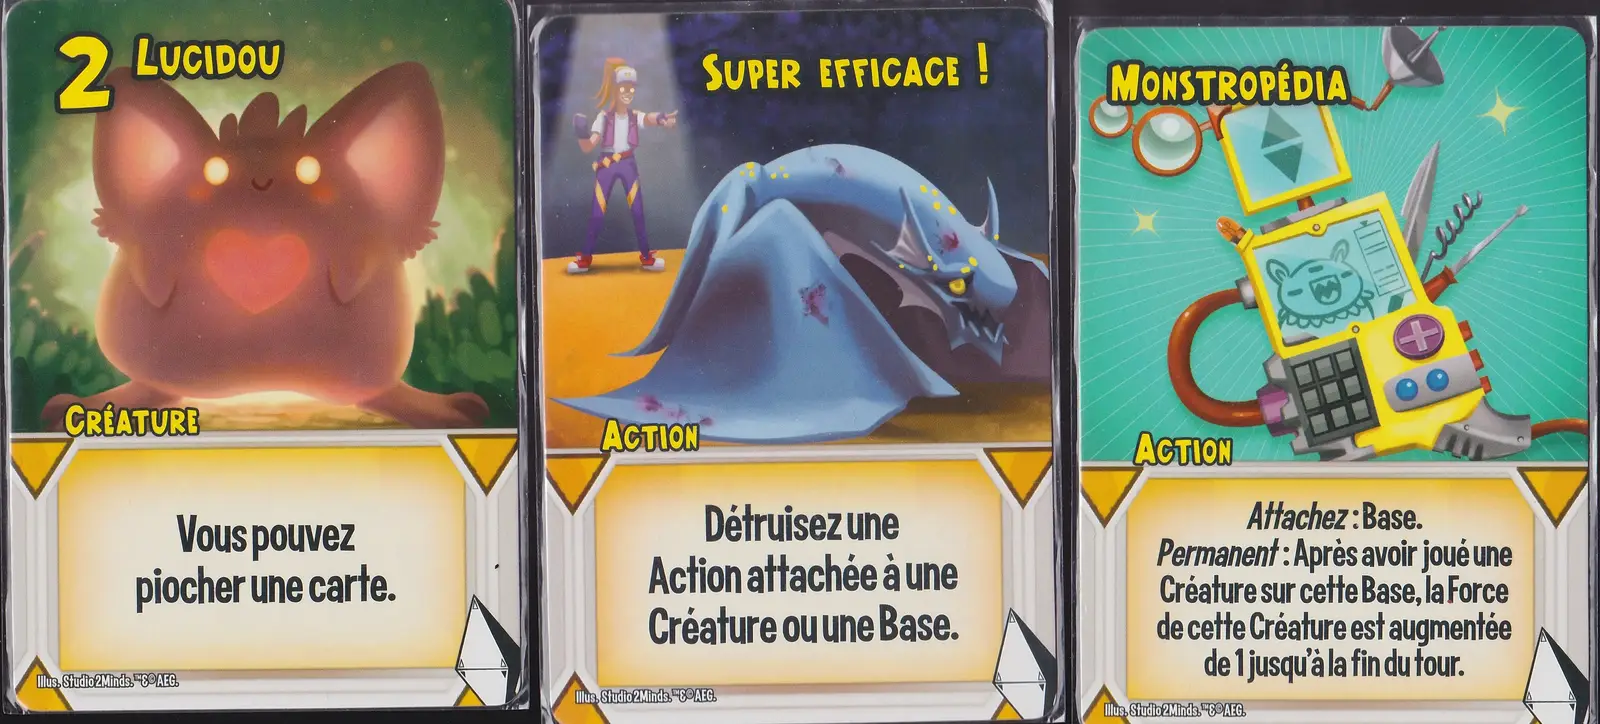 2 Lucidou
Créature
Vous pouvez
piocher une carte.
Illus. Studio2Minds.™&©AEG.
Super efficace !
Action
Détruisez une
Action attachée à une
Créature ou une Base.
Illus. Studio2Minds.™&©AEG.
Monstropédia
Action
Attachez : Base.
Permanent : Après avoir joué une
Créature sur cette Base, la Force
de cette Créature est augmentée
de 1 jusqu'à la fin du tour.
Illus. Studio2Minds.™&©AEG.